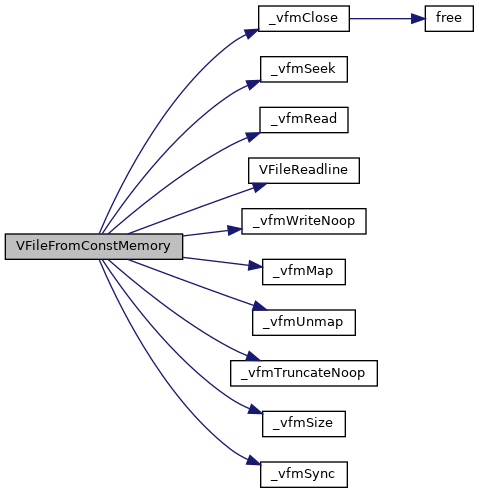 _vfmClose
free
_vfmSeek
_vfmRead
VFileReadline
_vfmWriteNoop
VFileFromConstMemory
_vfmMap
_vfmUnmap
_vfmTruncateNoop
_vfmSize
_vfmSync